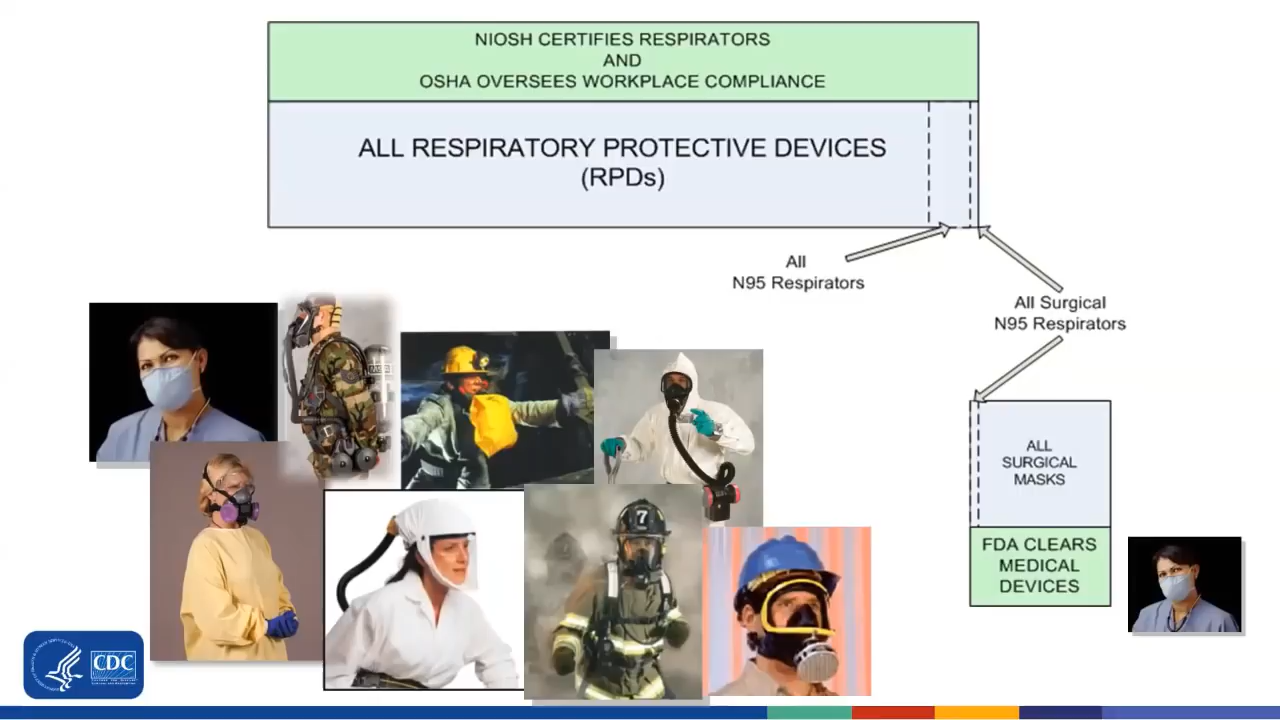 NIOSH CERTIFIES RESPIRATORS
AND
OSHA OVERSEES WORKPLACE COMPLIANCE
ALL RESPIRATORY PROTECTIVE DEVICES
(RPDs)
All
N95 Respirators
All Surgical
N95 Respirators
ALL
SURGICAL
MASKS
FDA CLEARS
MEDICAL
DEVICES
7
CDC